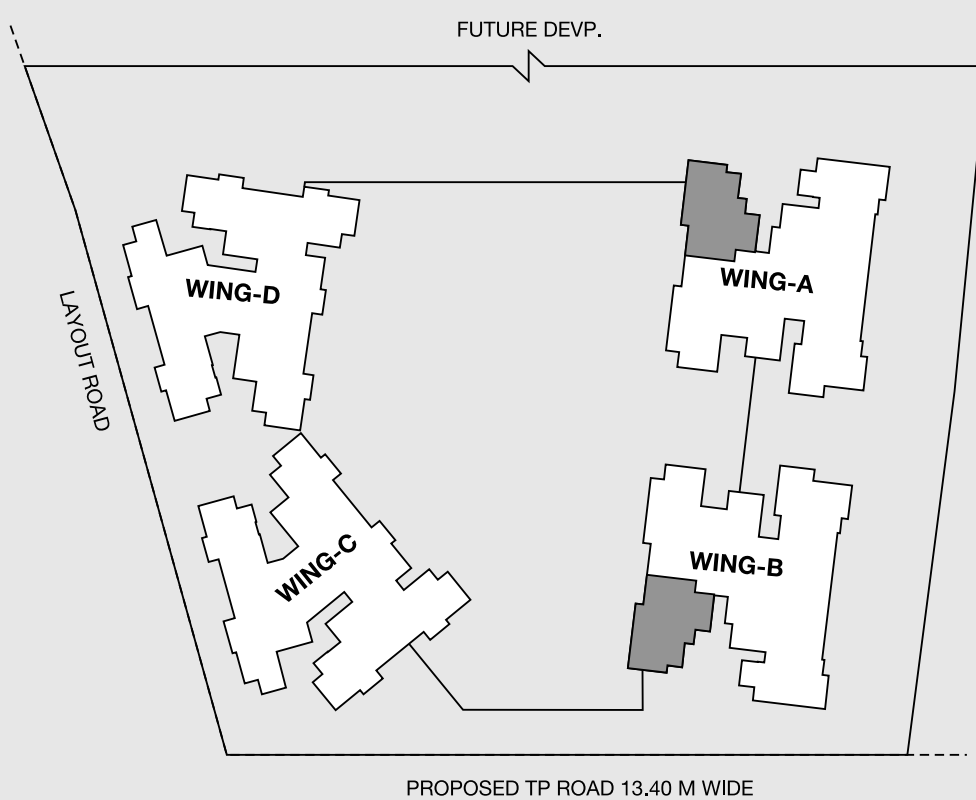 FUTURE DEVP.
WING-D
WING-A
LAYOUT ROAD
WING-C
WING-B
PROPOSED TP ROAD 13.40 M WIDE